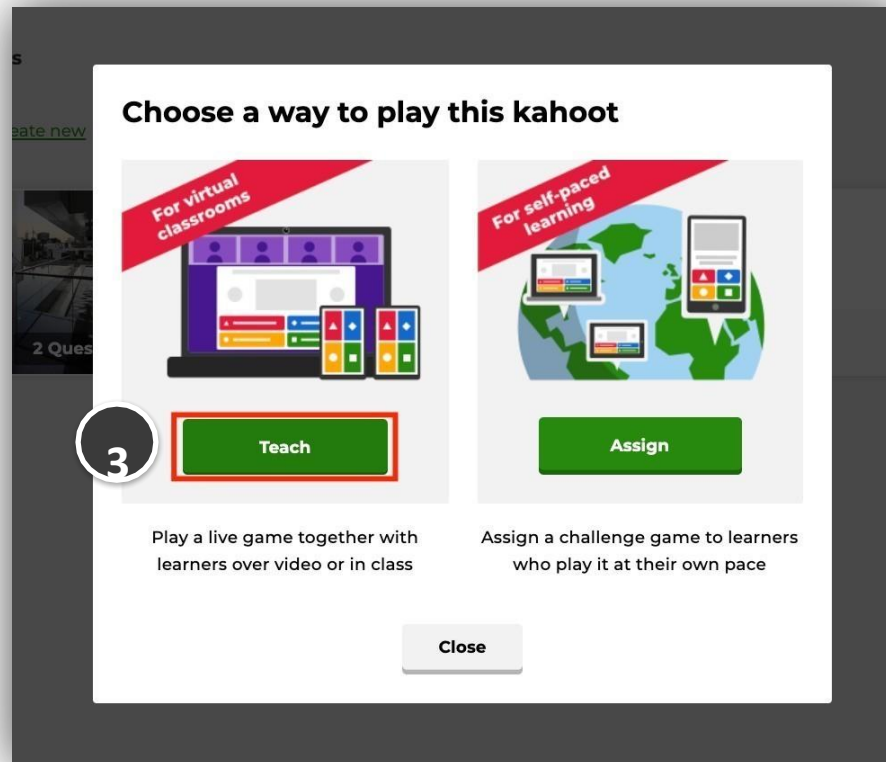 s
eate new
Choose a way to play this kahoot
For virtual
classrooms
For self-paced
learning
2 Ques
3
Teach
Assign
Play a live game together with
learners over video or in class
Assign a challenge game to learners
who play it at their own pace
Close